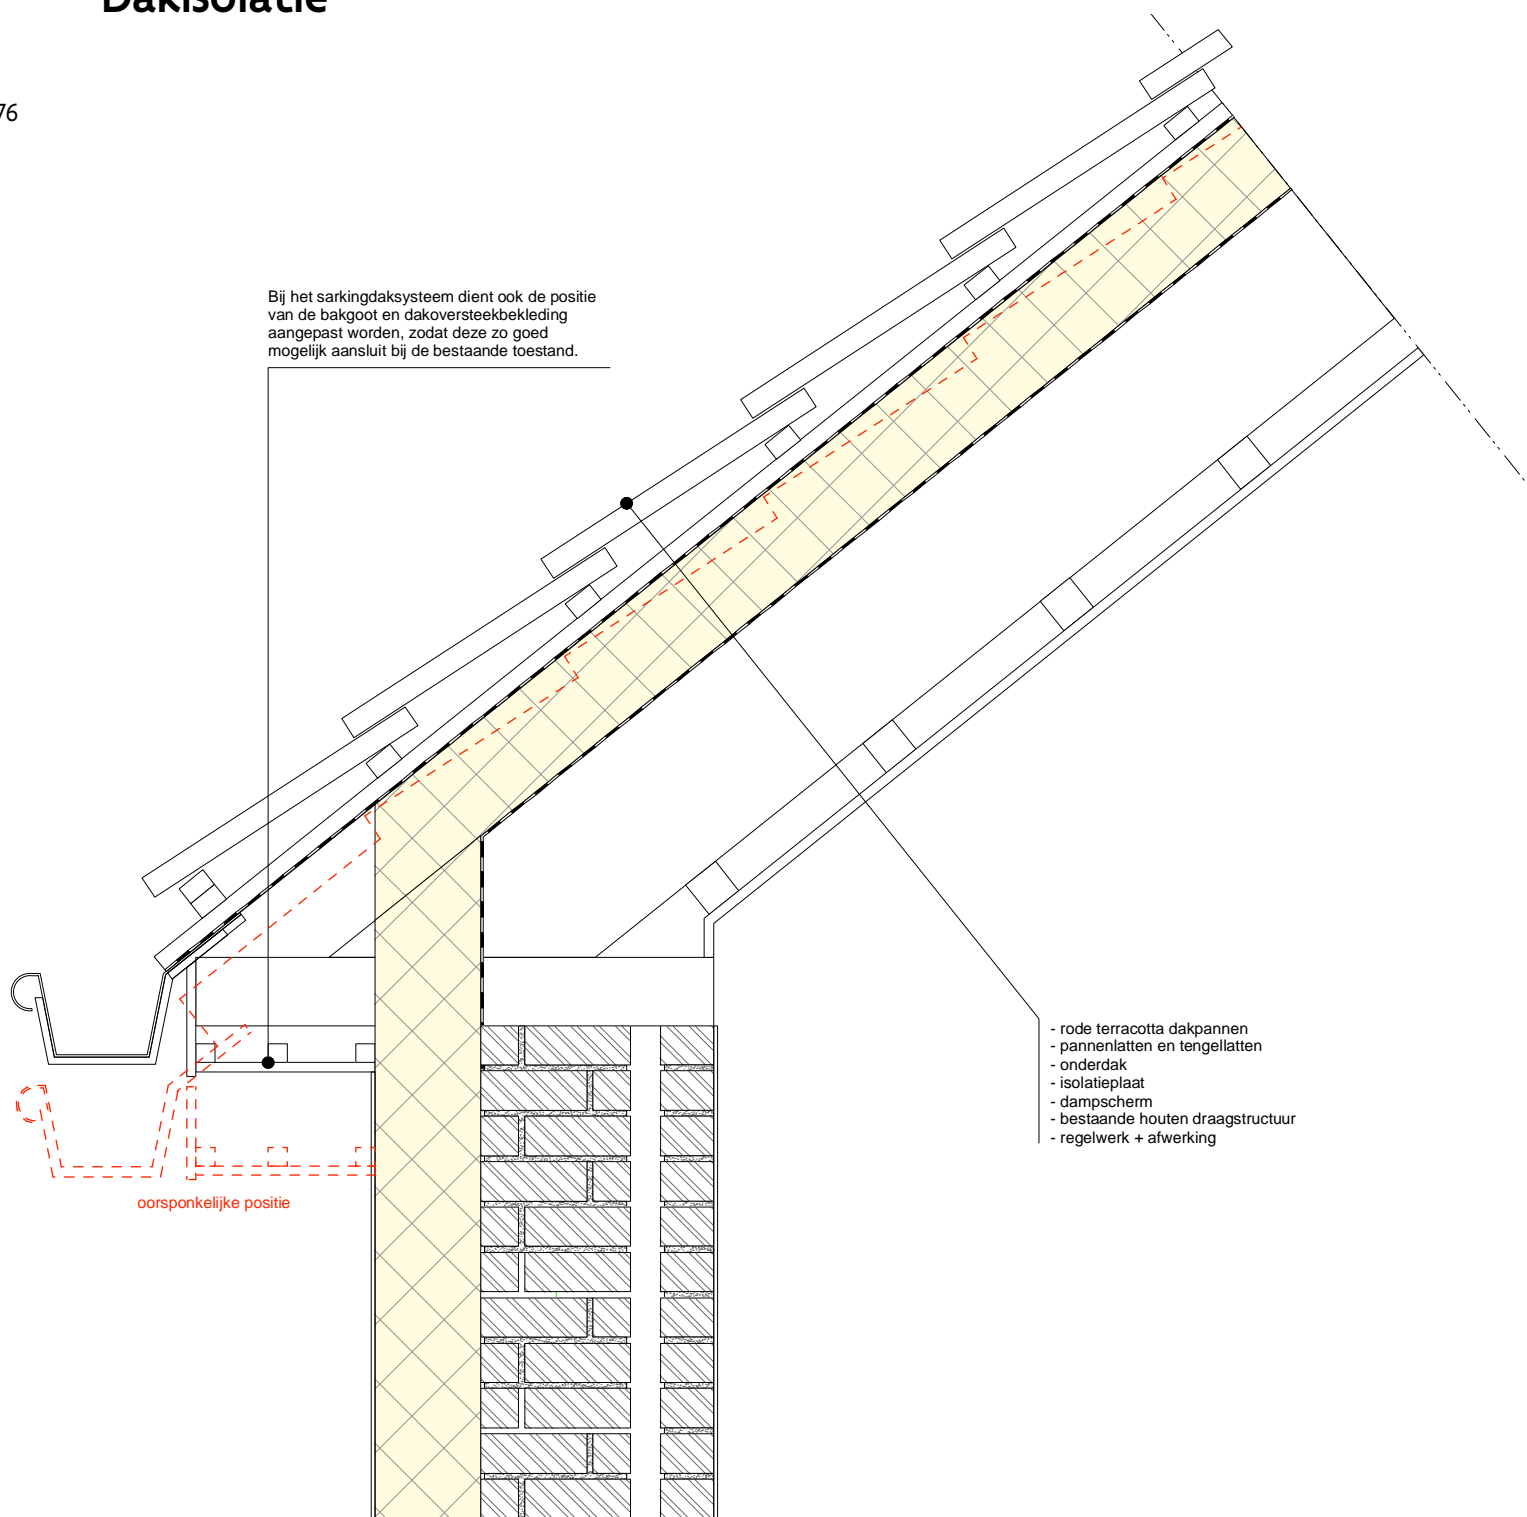 Dakisolatie
76
Bij het sarkingdaksysteem dient ook de positie
van de bakgoot en dakoversteekbekleding
aangepast worden, zodat deze zo goed
mogelijk aansluit bij de bestaande toestand.
- rode terracotta dakpannen
- pannenlatten en tengellatten
- onderdak
- isolatieplaat
- dampscherm
- bestaande houten draagstructuur
- regelwerk + afwerking
oorsponkelijke positie